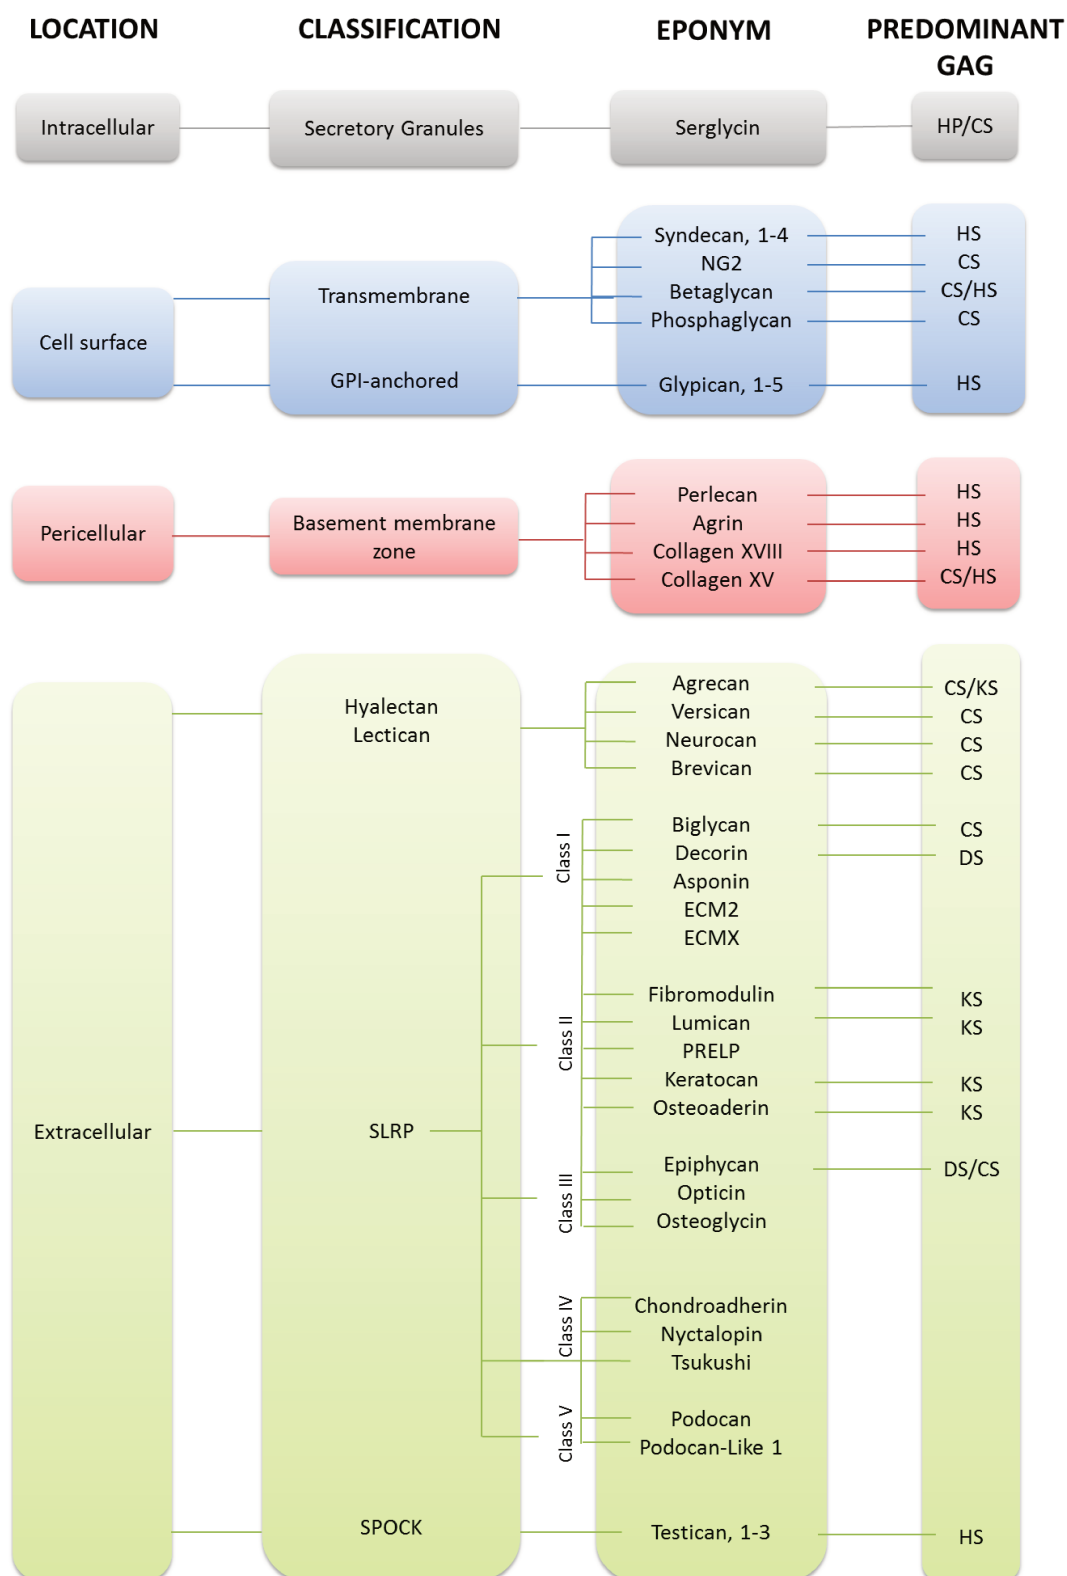 LOCATION
CLASSIFICATION
EPONYM
PREDOMINANT
GAG
Intracellular
Secretory Granules
Serglycin
HP/CS
Cell surface
Transmembrane
Syndecan, 1-4
HS
NG2
CS
Betaglycan
CS/HS
Phosphaglycan
CS
GPI-anchored
Glypican, 1-5
HS
Pericellular
Basement membrane
zone
Perlecan
HS
Agrin
HS
Collagen XVIII
HS
Collagen XV
CS/HS
Extracellular
Hyalectan
Lectican
Agrecan
CS/KS
Versican
CS
Neurocan
CS
Brevican
CS
SLRP
Class I
Biglycan
CS
Decorin
DS
Asponin
ECM2
ECMX
Class II
Fibromodulin
KS
Lumican
KS
PRELP
Keratocan
KS
Osteoaderin
KS
Class III
Epiphycan
DS/CS
Opticin
Osteoglycin
Class IV
Chondroadherin
Nyctalopin
Tsukushi
Class V
Podocan
Podocan-Like 1
SPOCK
Testican, 1-3
HS